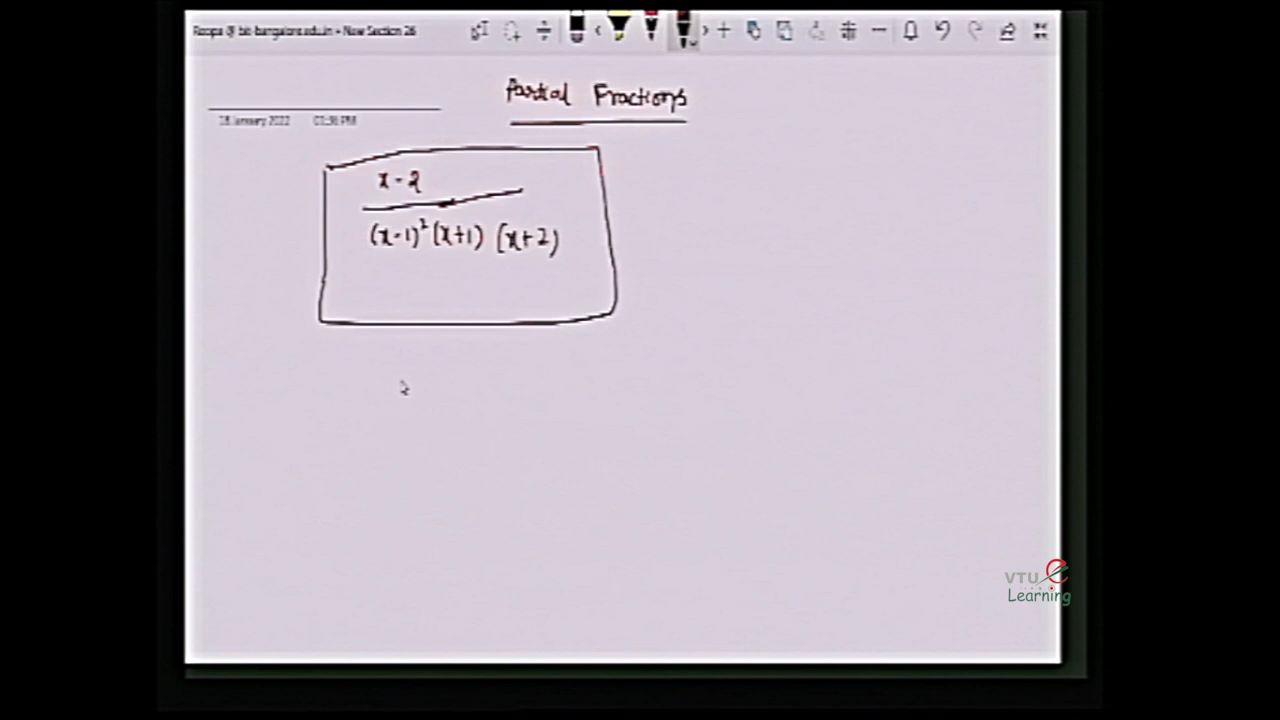 Roopa @ bit-bangalore.edu.in • New Section 26
Partial Fractions
18 January 2022 03:36 PM
x - 2
(x-1)² (x+1) (x+2)
VTU e
Learning